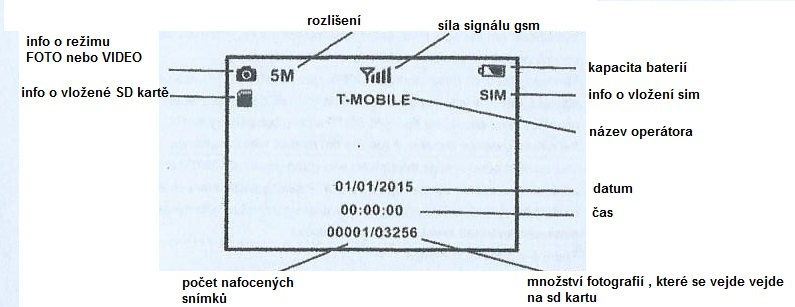 rozlišení
síla signálu gsm
info o režimu
FOTO nebo VIDEO
kapacita baterií
5M
info o vložené SD kartě
SIM
info o vložení sim
T-MOBILE
název operátora
01/01/2015
datum
00:00:00
čas
00001/03256
počet nafocených
snímků
množství fotografií , které se vejde vejde
na sd kartu